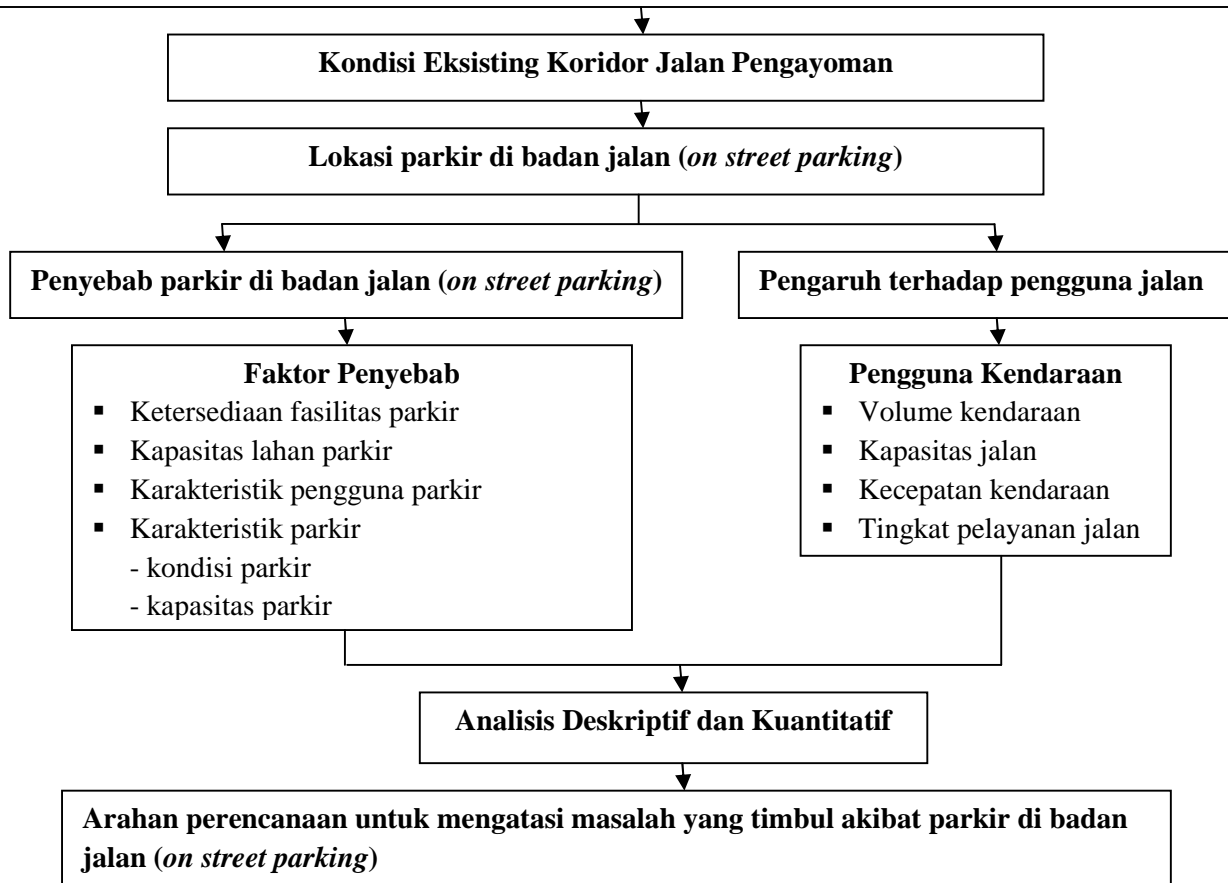 Kondisi Eksisting Koridor Jalan Pengayoman
Lokasi parkir di badan jalan (on street parking)
Penyebab parkir di badan jalan (on street parking)
Pengaruh terhadap pengguna jalan
Faktor Penyebab
▪ Ketersediaan fasilitas parkir
▪ Kapasitas lahan parkir
▪ Karakteristik pengguna parkir
▪ Karakteristik parkir
- kondisi parkir
- kapasitas parkir
Pengguna Kendaraan
▪ Volume kendaraan
▪ Kapasitas jalan
▪ Kecepatan kendaraan
▪ Tingkat pelayanan jalan
Analisis Deskriptif dan Kuantitatif
Arahan perencanaan untuk mengatasi masalah yang timbul akibat parkir di badan
jalan (on street parking)